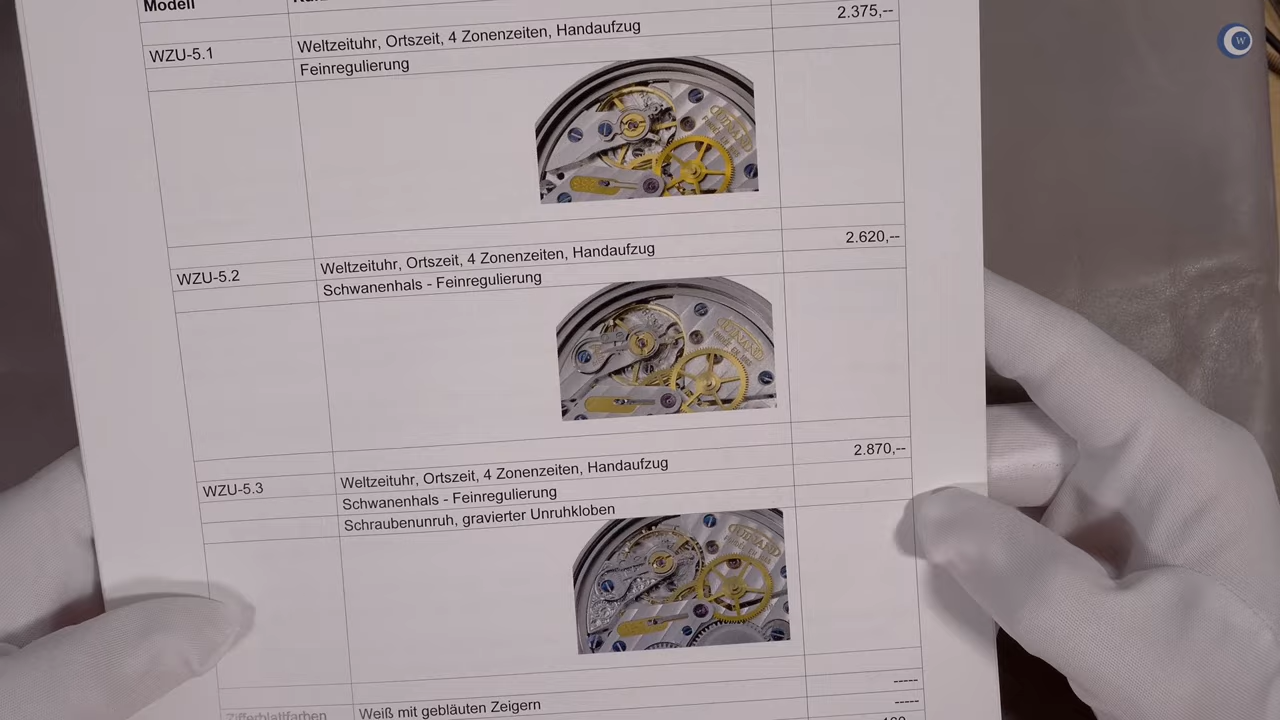 Modell
2.375,--
WZU-5.1 Weltzeituhr, Ortszeit, 4 Zonenzeiten, Handaufzug
Feinregulierung
2.620,--
WZU-5.2 Weltzeituhr, Ortszeit, 4 Zonenzeiten, Handaufzug
Schwanenhals - Feinregulierung
2.870,--
WZU-5.3 Weltzeituhr, Ortszeit, 4 Zonenzeiten, Handaufzug
Schwanenhals - Feinregulierung
Schraubenunruh, gravierter Unruhkloben
-----
Zifferblattfarben Weiß mit gebläuten Zeigern
-----
W